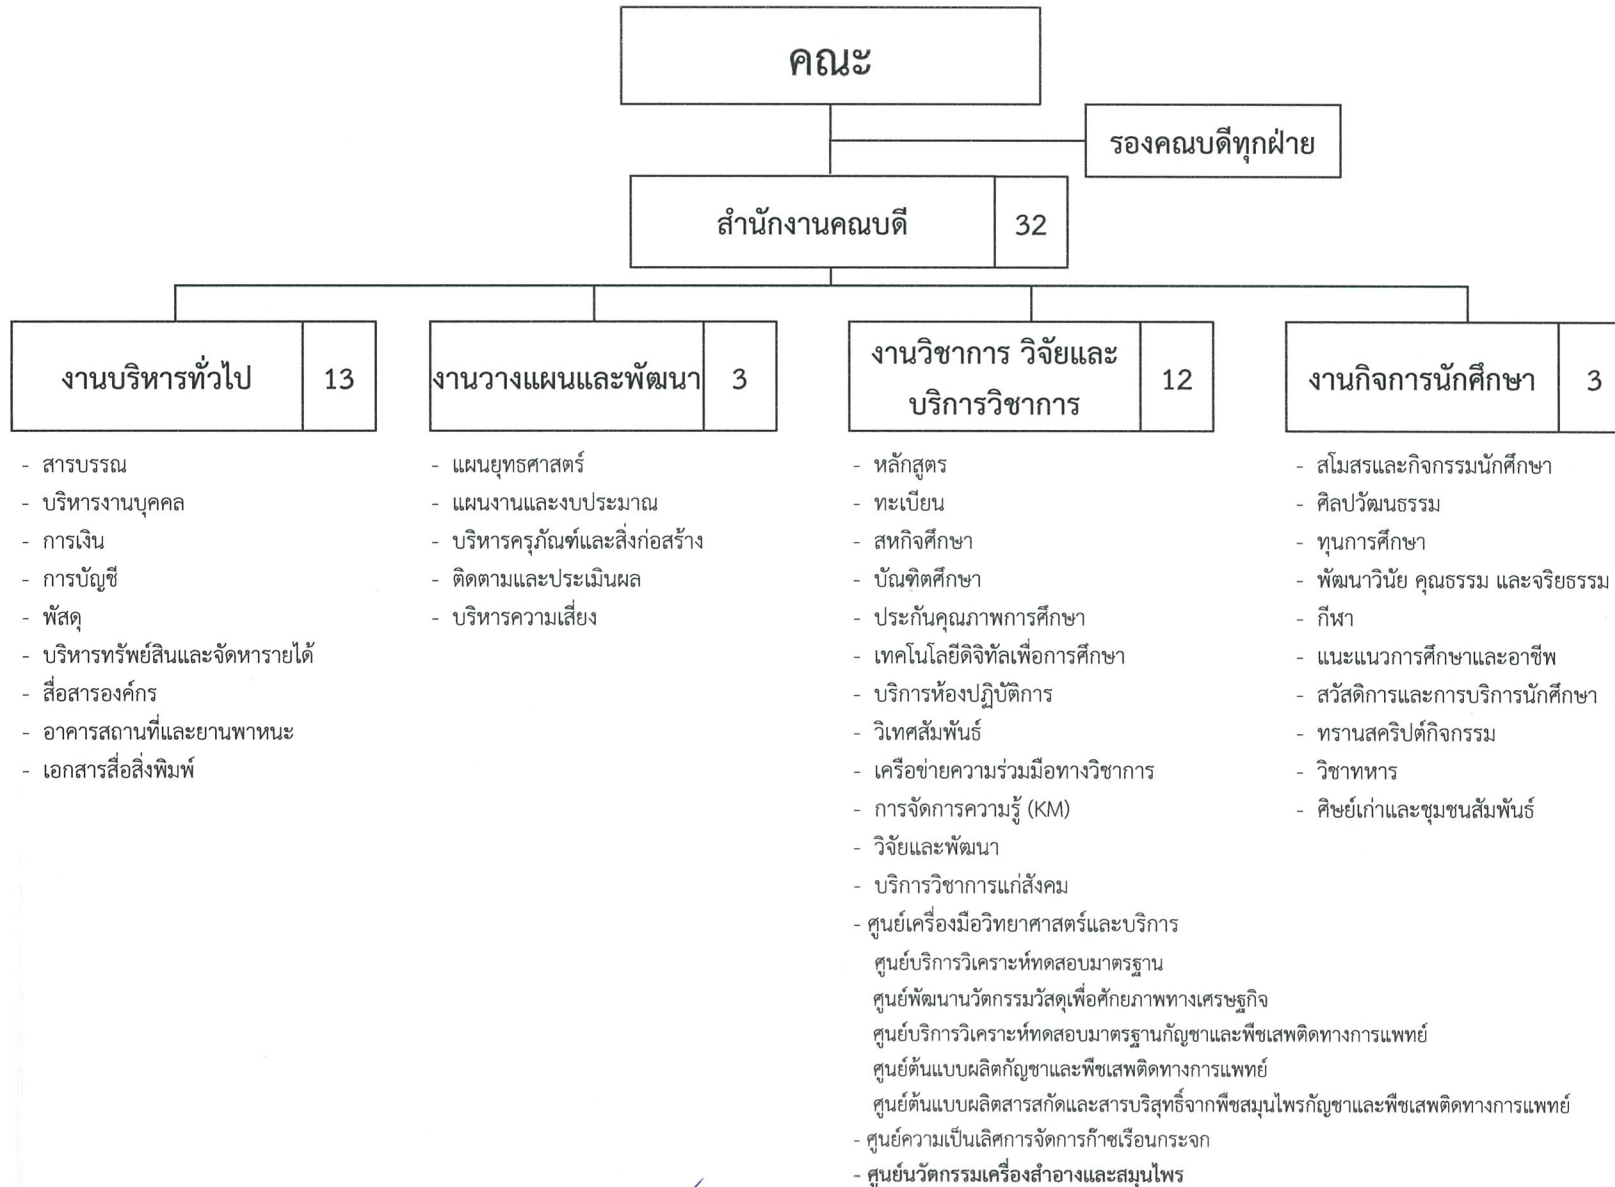 คณะ
รองคณบดีทุกฝ่าย
สำนักงานคณบดี 32
งานบริหารทั่วไป 13
- สารบรรณ
- บริหารงานบุคคล
- การเงิน
- การบัญชี
- พัสดุ
- บริหารทรัพย์สินและจัดหารายได้
- สื่อสารองค์กร
- อาคารสถานที่และยานพาหนะ
- เอกสารสื่อสิ่งพิมพ์
งานวางแผนและพัฒนา 3
- แผนยุทธศาสตร์
- แผนงานและงบประมาณ
- บริหารครุภัณฑ์และสิ่งก่อสร้าง
- ติดตามและประเมินผล
- บริหารความเสี่ยง
งานวิชาการ วิจัยและ
บริการวิชาการ 12
- หลักสูตร
- ทะเบียน
- สหกิจศึกษา
- บัณฑิตศึกษา
- ประกันคุณภาพการศึกษา
- เทคโนโลยีดิจิทัลเพื่อการศึกษา
- บริการห้องปฏิบัติการ
- วิเทศสัมพันธ์
- เครือข่ายความร่วมมือทางวิชาการ
- การจัดการความรู้ (KM)
- วิจัยและพัฒนา
- บริการวิชาการแก่สังคม
- ศูนย์เครื่องมือวิทยาศาสตร์และบริการ
ศูนย์บริการวิเคราะห์ทดสอบมาตรฐาน
ศูนย์พัฒนานวัตกรรมวัสดุเพื่อศักยภาพทางเศรษฐกิจ
ศูนย์บริการวิเคราะห์ทดสอบมาตรฐานกัญชาและพืชเสพติดทางการแพทย์
ศูนย์ต้นแบบผลิตกัญชาและพืชเสพติดทางการแพทย์
ศูนย์ต้นแบบผลิตสารสกัดและสารบริสุทธิ์จากพืชสมุนไพรกัญชาและพืชเสพติดทางการแพทย์
- ศูนย์ความเป็นเลิศการจัดการก๊าซเรือนกระจก
- ศูนย์นวัตกรรมเครื่องสำอางและสมุนไพร
งานกิจการนักศึกษา 3
- สโมสรและกิจกรรมนักศึกษา
- ศิลปวัฒนธรรม
- ทุนการศึกษา
- พัฒนาวินัย คุณธรรม และจริยธรรม
- กีฬา
- แนะแนวการศึกษาและอาชีพ
- สวัสดิการและการบริการนักศึกษา
- ทรานสคริปต์กิจกรรม
- วิชาทหาร
- ศิษย์เก่าและชุมชนสัมพันธ์